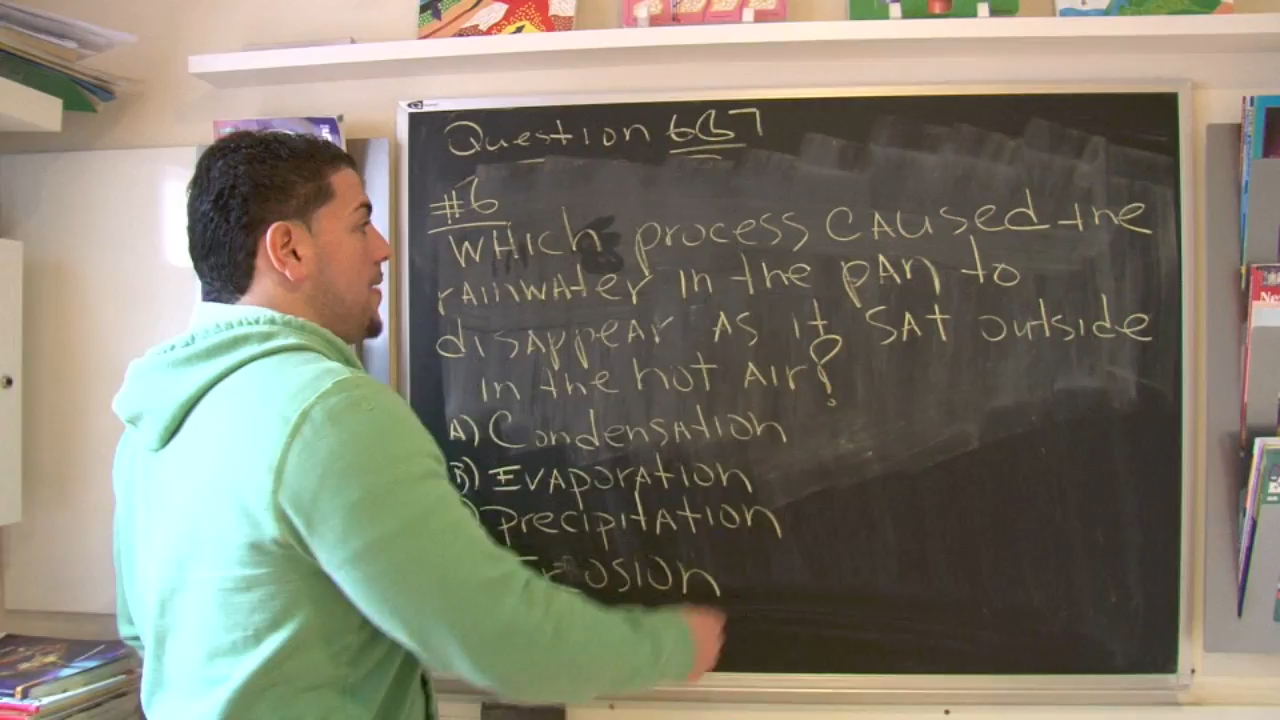 Question 6&7
#6
Which process caused the
rainwater in the pan to
disappear as it sat outside
in the hot air?
A) Condensation
B) Evaporation
) Precipitation
Erosion